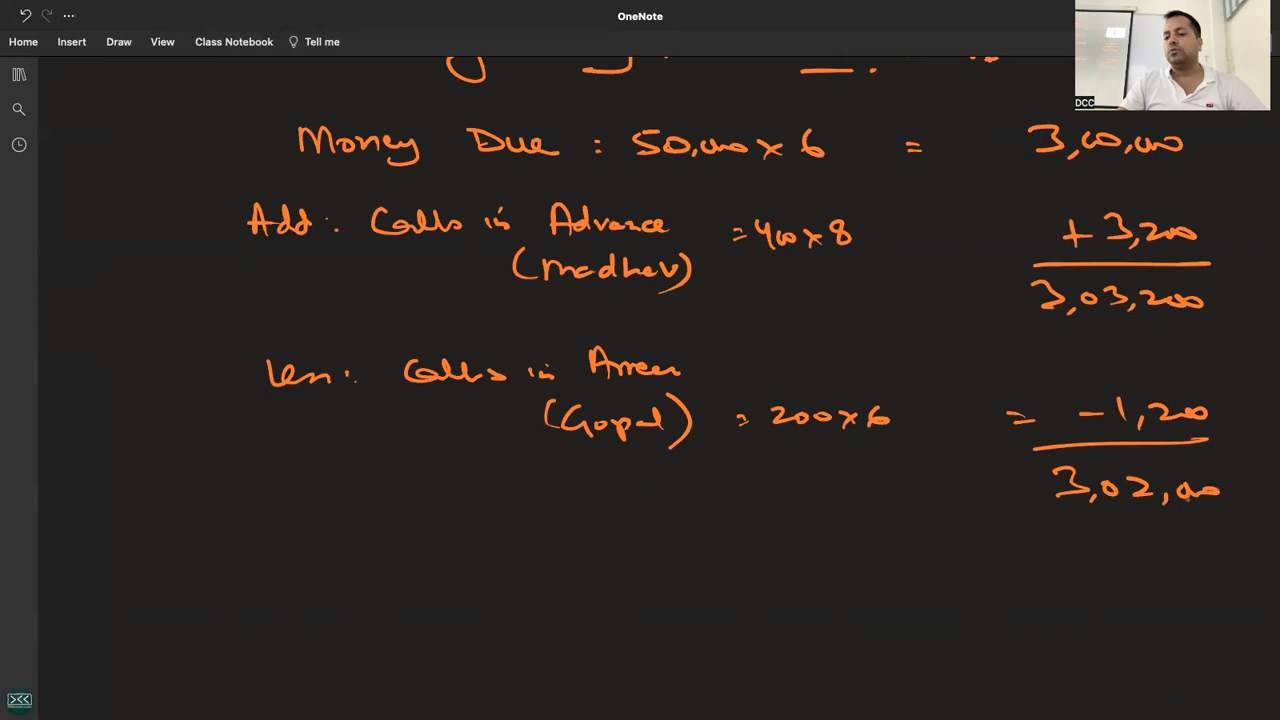 OneNote
Home Insert Draw View Class Notebook Tell me
DCC
Money Due : 50,000 x 6 = 3,00,000
Add : Calls in Advance = 400 x 8 + 3,200
(Madhav)
3,03,200
Less : Calls in Arrear
(Gopal) = 200 x 6 = - 1,200
3,02,000